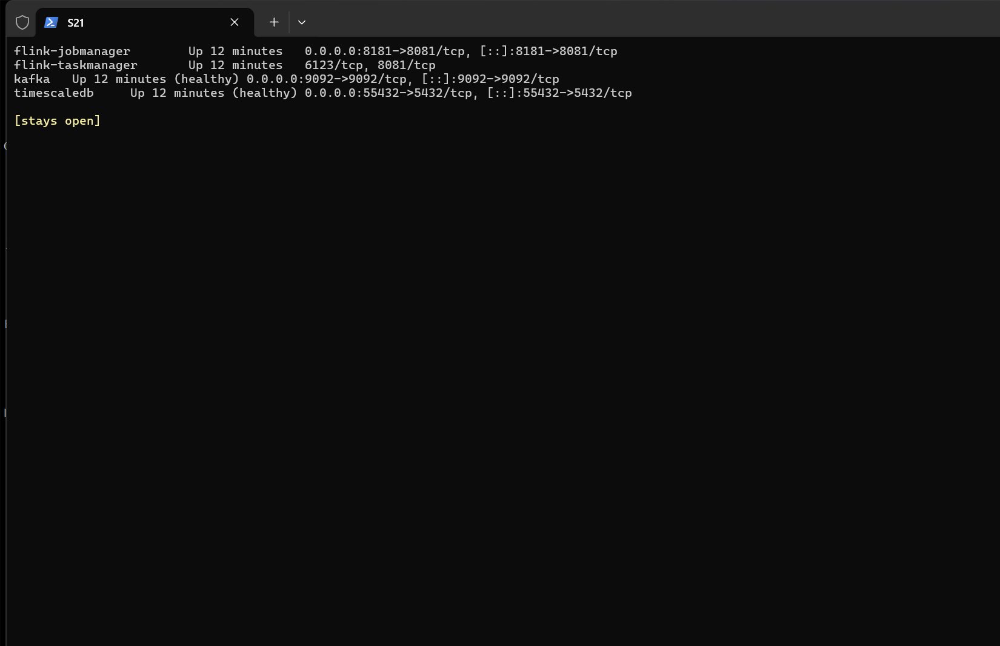 S21
flink-jobmanager        Up 12 minutes   0.0.0.0:8181->8081/tcp, [::]:8181->8081/tcp
flink-taskmanager       Up 12 minutes   6123/tcp, 8081/tcp
kafka   Up 12 minutes (healthy) 0.0.0.0:9092->9092/tcp, [::]:9092->9092/tcp
timescaledb     Up 12 minutes (healthy) 0.0.0.0:55432->5432/tcp, [::]:55432->5432/tcp
[stays open]